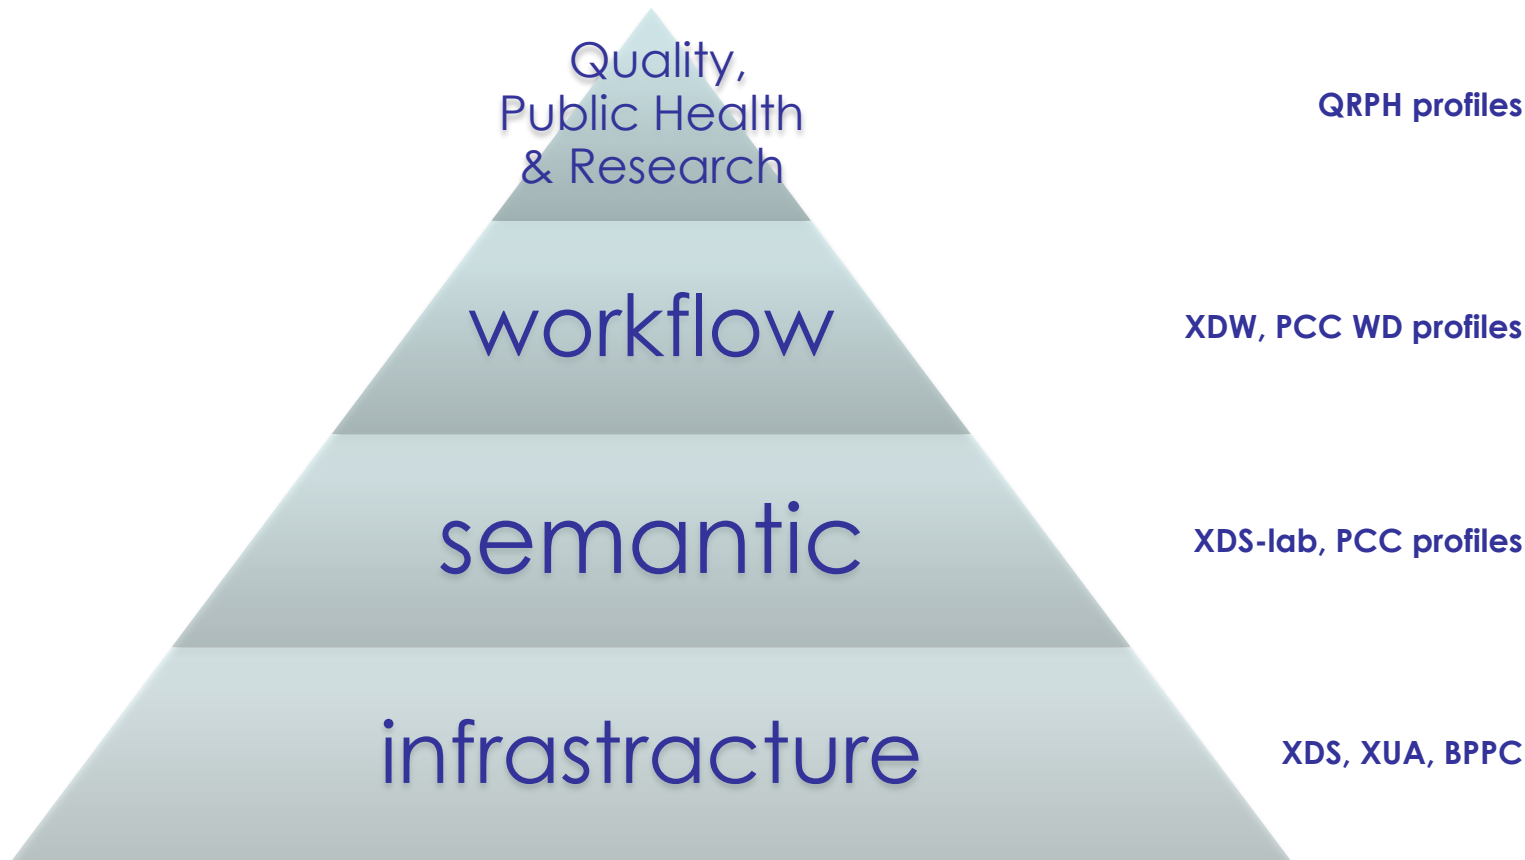 Quality,
Public Health
& Research
QRPH profiles
workflow
XDW, PCC WD profiles
semantic
XDS-lab, PCC profiles
infrastracture
XDS, XUA, BPPC